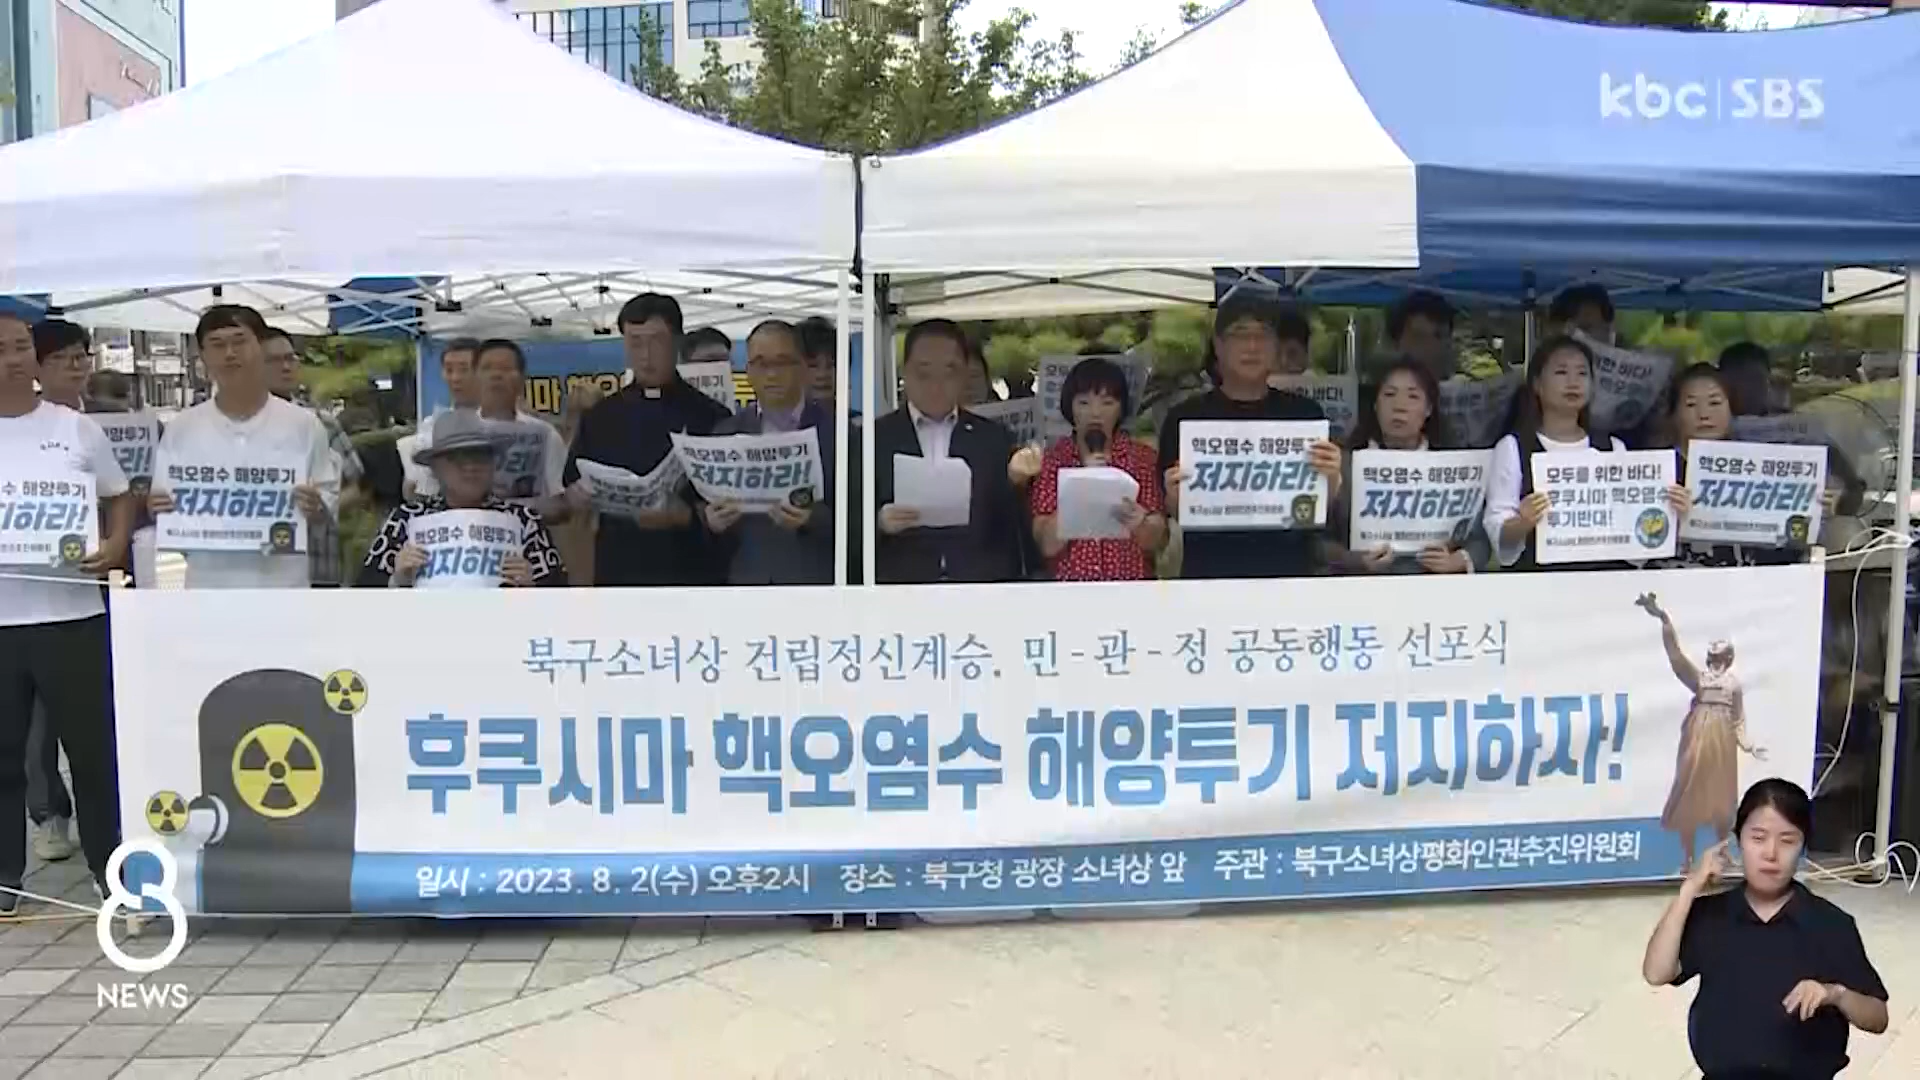 kbc SBS
마 핵오
핵오염수 해양투기
저지하라!
핵오염수 해양투기
저지하라!
핵오염수 해양투기
저지하라!
핵오염수 해양투기
저지하라!
핵오염수 해양투기
저지하라!
모두를 위한 바다!
후쿠시마 핵오염수
투기반대!
핵오염수 해양투기
저지하라!
북구소녀상 건립정신계승, 민-관-정 공동행동 선포식
후쿠시마 핵오염수 해양투기 저지하자!
일시 : 2023. 8. 2(수) 오후2시 장소 : 북구청 광장 소녀상 앞 주관 : 북구소녀상평화인권추진위원회
8
NEWS